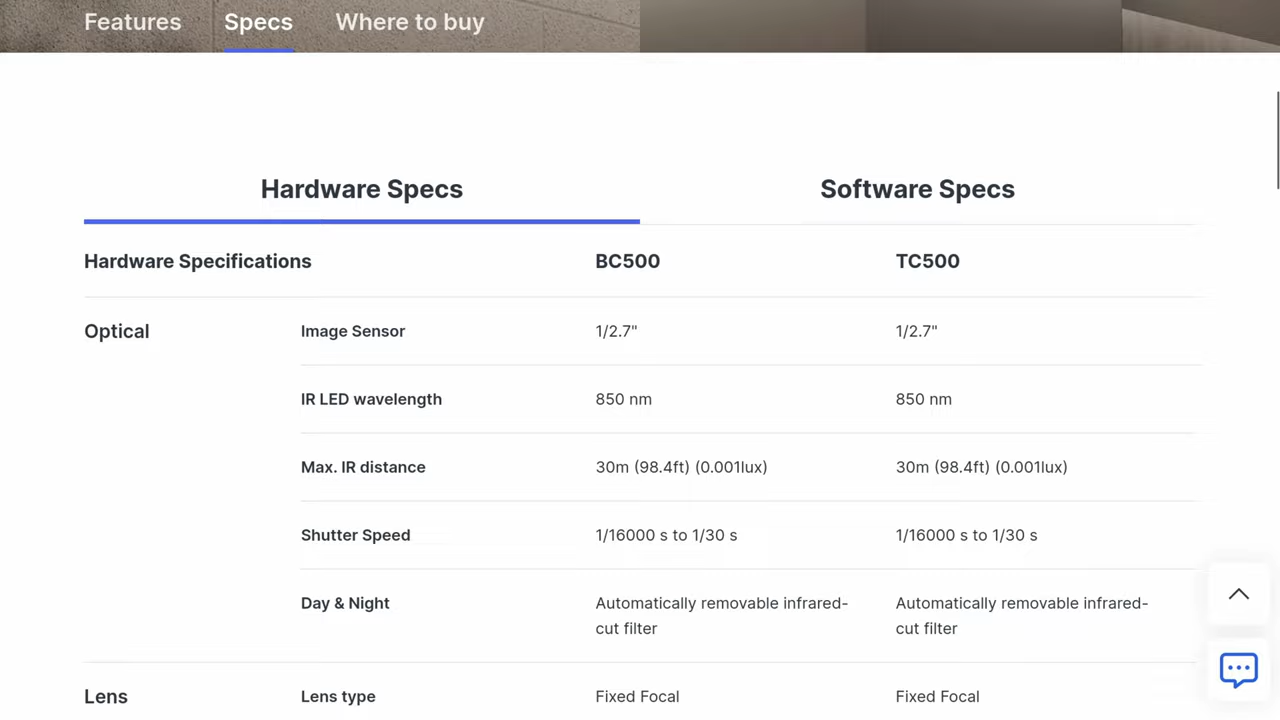 Features Specs Where to buy
Hardware Specs Software Specs
Hardware Specifications BC500 TC500
Optical Image Sensor 1/2.7" 1/2.7"
IR LED wavelength 850 nm 850 nm
Max. IR distance 30m (98.4ft) (0.001lux) 30m (98.4ft) (0.001lux)
Shutter Speed 1/16000 s to 1/30 s 1/16000 s to 1/30 s
Day & Night Automatically removable infrared- Automatically removable infrared-
cut filter cut filter
Lens Lens type Fixed Focal Fixed Focal